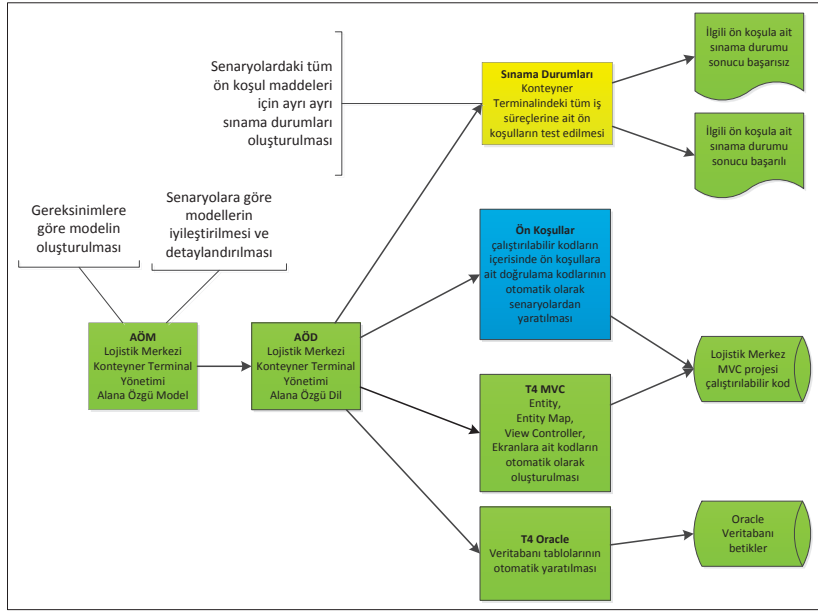 Senaryolardaki tüm
ön koşul maddeleri
için ayrı ayrı
sınama durumları
oluşturulması
Sınama Durumları
Konteyner
Terminalindeki tüm iş
süreçlerine ait ön
koşulların test edilmesi
İlgili ön koşula ait
sınama durumu
sonucu başarısız
İlgili ön koşula ait
sınama durumu
sonucu başarılı
Gereksinimlere
göre modelin
oluşturulması
Senaryolara göre
modellerin
iyileştirilmesi ve
detaylandırılması
Ön Koşullar
çalıştırılabilir kodların
içerisinde ön koşullara
ait doğrulama kodlarının
otomatik olarak
senaryolardan
yaratılması
AÖM
Lojistik Merkezi
Konteyner Terminal
Yönetimi
Alana Özgü Model
AÖD
Lojistik Merkezi
Konteyner Terminal
Yönetimi
Alana Özgü Dil
Lojistik Merkez
MVC projesi
çalıştırılabilir kod
T4 MVC
Entity,
Entity Map,
View Controller,
Ekranlara ait kodların
otomatik olarak
oluşturulması
T4 Oracle
Veritabanı tablolarının
otomatik yaratılması
Oracle
Veritabanı
betikler